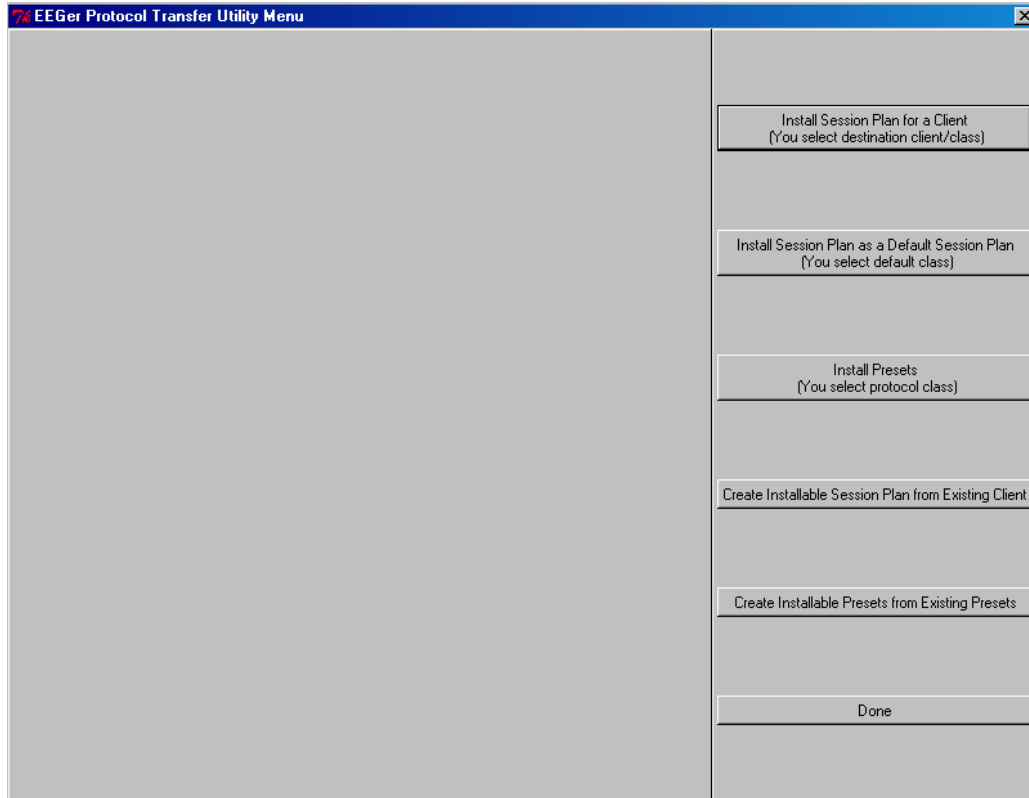 EEGer Protocol Transfer Utility Menu
Install Session Plan for a Client
(You select destination client/class)
Install Session Plan as a Default Session Plan
(You select default class)
Install Presets
(You select protocol class)
Create Installable Session Plan from Existing Client
Create Installable Presets from Existing Presets
Done